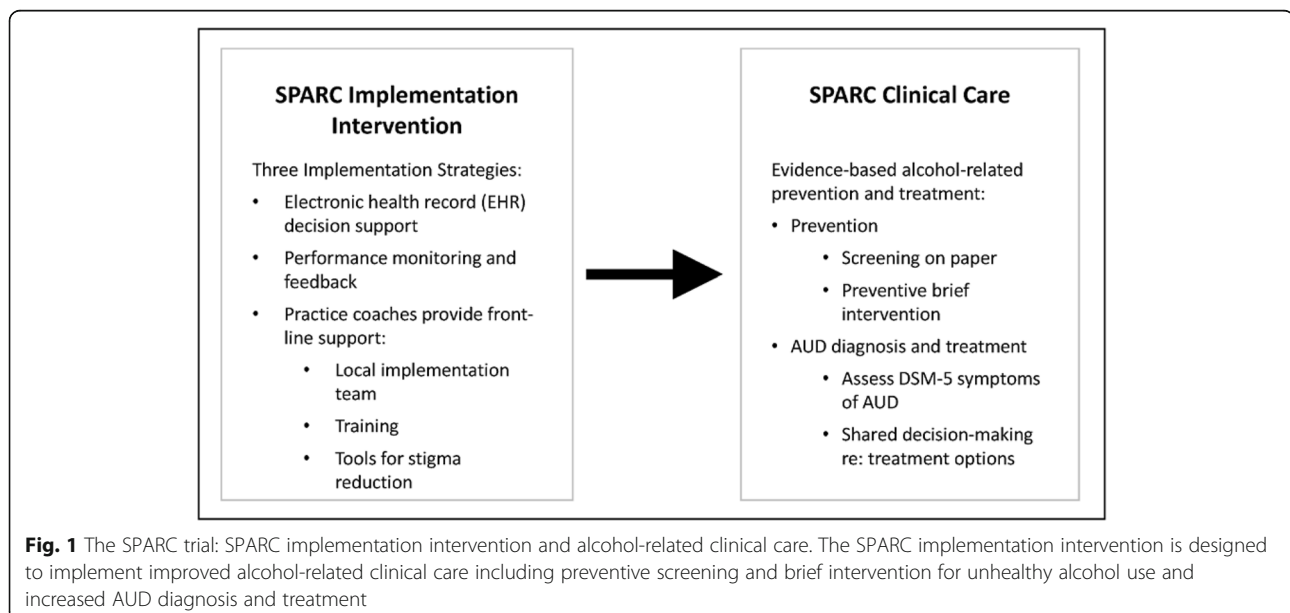 SPARC Implementation
Intervention
Three Implementation Strategies:
• Electronic health record (EHR)
decision support
• Performance monitoring and
feedback
• Practice coaches provide front-
line support:
• Local implementation
team
• Training
• Tools for stigma
reduction
SPARC Clinical Care
Evidence-based alcohol-related
prevention and treatment:
• Prevention
• Screening on paper
• Preventive brief
intervention
• AUD diagnosis and treatment
• Assess DSM-5 symptoms
of AUD
• Shared decision-making
re: treatment options
Fig. 1 The SPARC trial: SPARC implementation intervention and alcohol-related clinical care. The SPARC implementation intervention is designed
to implement improved alcohol-related clinical care including preventive screening and brief intervention for unhealthy alcohol use and
increased AUD diagnosis and treatment